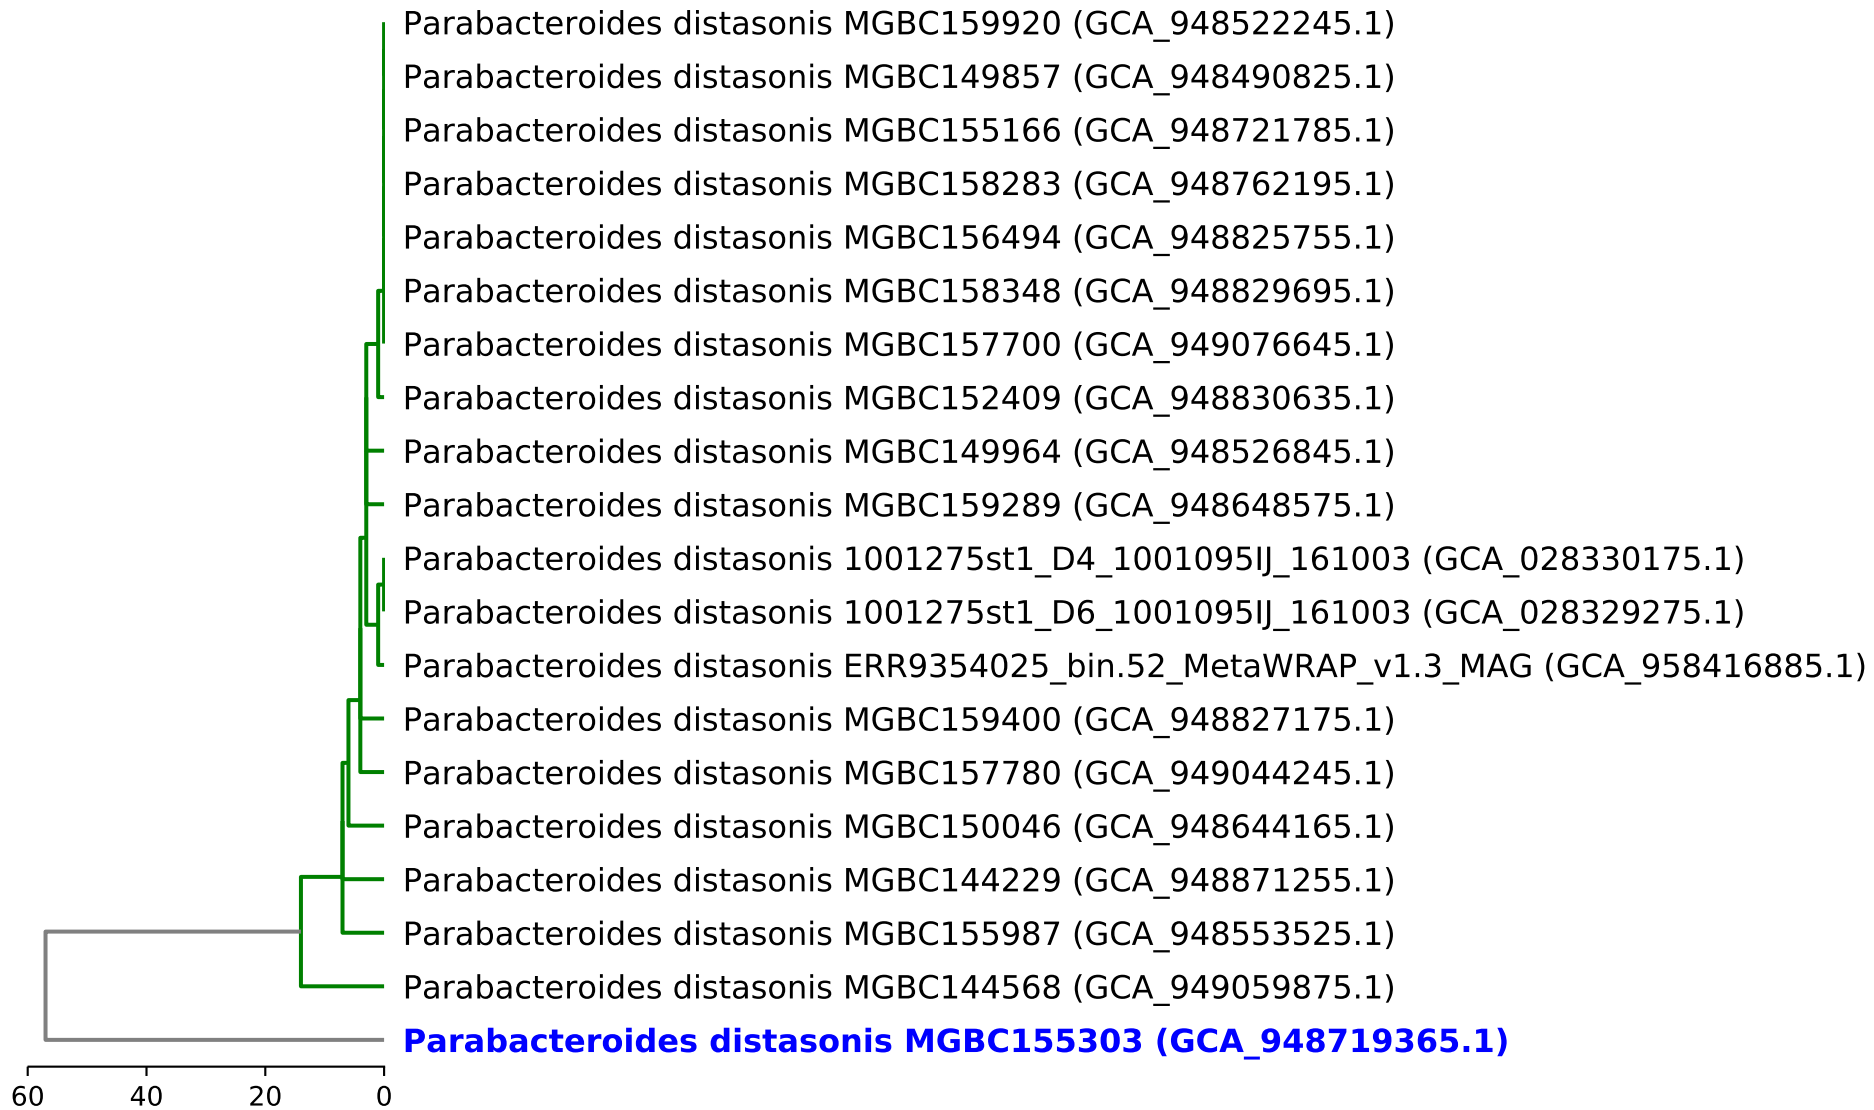 Parabacteroides distasonis MGBC159920 (GCA_948522245.1)
Parabacteroides distasonis MGBC149857 (GCA_948490825.1)
Parabacteroides distasonis MGBC155166 (GCA_948721785.1)
Parabacteroides distasonis MGBC158283 (GCA_948762195.1)
Parabacteroides distasonis MGBC156494 (GCA_948825755.1)
Parabacteroides distasonis MGBC158348 (GCA_948829695.1)
Parabacteroides distasonis MGBC157700 (GCA_949076645.1)
Parabacteroides distasonis MGBC152409 (GCA_948830635.1)
Parabacteroides distasonis MGBC149964 (GCA_948526845.1)
Parabacteroides distasonis MGBC159289 (GCA_948648575.1)
Parabacteroides distasonis 1001275st1_D4_1001095IJ_161003 (GCA_028330175.1)
Parabacteroides distasonis 1001275st1_D6_1001095IJ_161003 (GCA_028329275.1)
Parabacteroides distasonis ERR9354025_bin.52_MetaWRAP_v1.3_MAG (GCA_958416885.1)
Parabacteroides distasonis MGBC159400 (GCA_948827175.1)
Parabacteroides distasonis MGBC157780 (GCA_949044245.1)
Parabacteroides distasonis MGBC150046 (GCA_948644165.1)
Parabacteroides distasonis MGBC144229 (GCA_948871255.1)
Parabacteroides distasonis MGBC155987 (GCA_948553525.1)
Parabacteroides distasonis MGBC144568 (GCA_949059875.1)
Parabacteroides distasonis MGBC155303 (GCA_948719365.1)
60 40 20 0